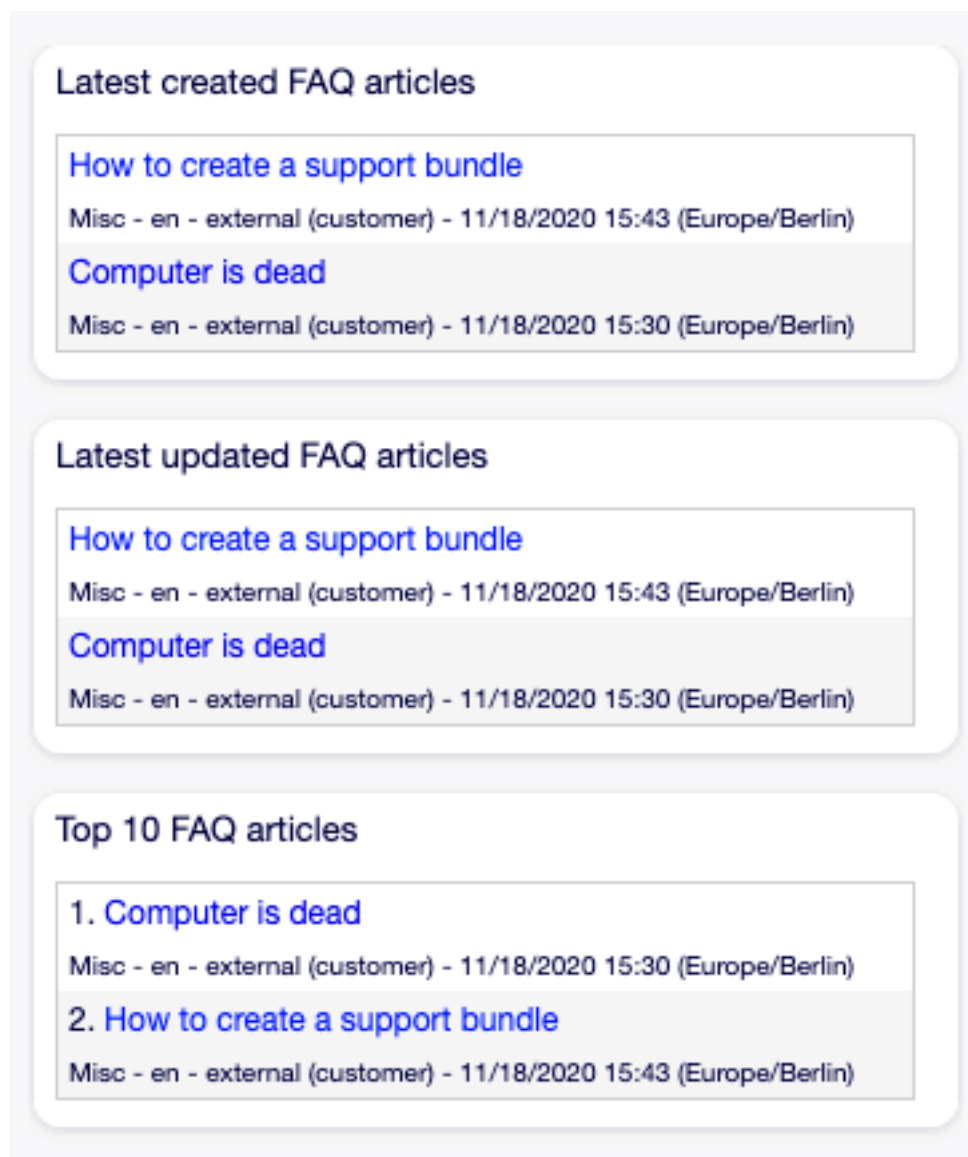 Latest created FAQ articles
How to create a support bundle
Misc - en - external (customer) - 11/18/2020 15:43 (Europe/Berlin)
Computer is dead
Misc - en - external (customer) - 11/18/2020 15:30 (Europe/Berlin)
Latest updated FAQ articles
How to create a support bundle
Misc - en - external (customer) - 11/18/2020 15:43 (Europe/Berlin)
Computer is dead
Misc - en - external (customer) - 11/18/2020 15:30 (Europe/Berlin)
Top 10 FAQ articles
1. Computer is dead
Misc - en - external (customer) - 11/18/2020 15:30 (Europe/Berlin)
2. How to create a support bundle
Misc - en - external (customer) - 11/18/2020 15:43 (Europe/Berlin)